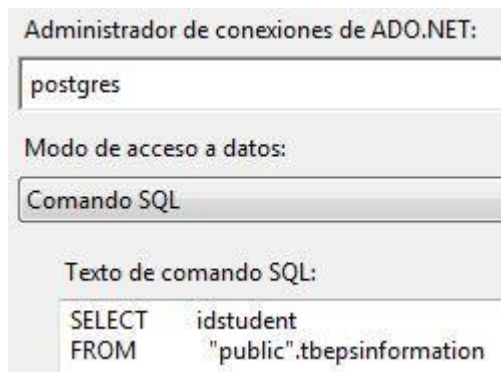 Administrador de conexiones de ADO.NET:
postgres
Modo de acceso a datos:
Comando SQL
Texto de comando SQL:
SELECT idstudent
FROM "public".tbepsinformation